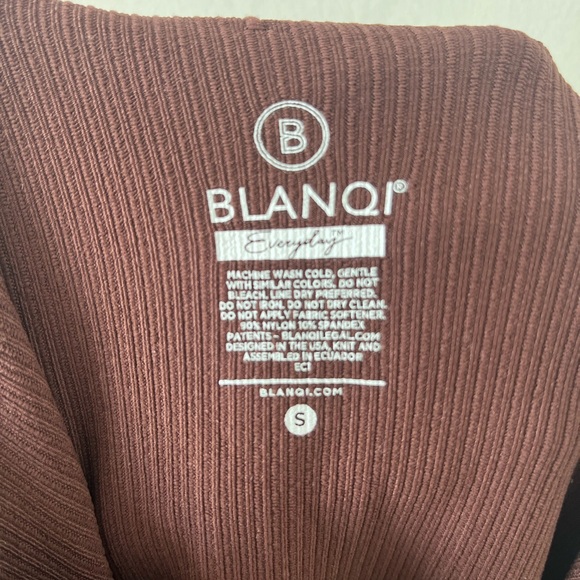 B
BLANQI®
Everyday™
MACHINE WASH COLD, GENTLE
WITH SIMILAR COLORS. DO NOT
BLEACH. LINE DRY PREFERRED.
DO NOT IRON. DO NOT DRY CLEAN.
DO NOT APPLY FABRIC SOFTENER.
90% NYLON 10% SPANDEX
PATENTS– BLANQILEGAL.COM
DESIGNED IN THE USA, KNIT AND
ASSEMBLED IN ECUADOR
EC1
BLANQI.COM
S